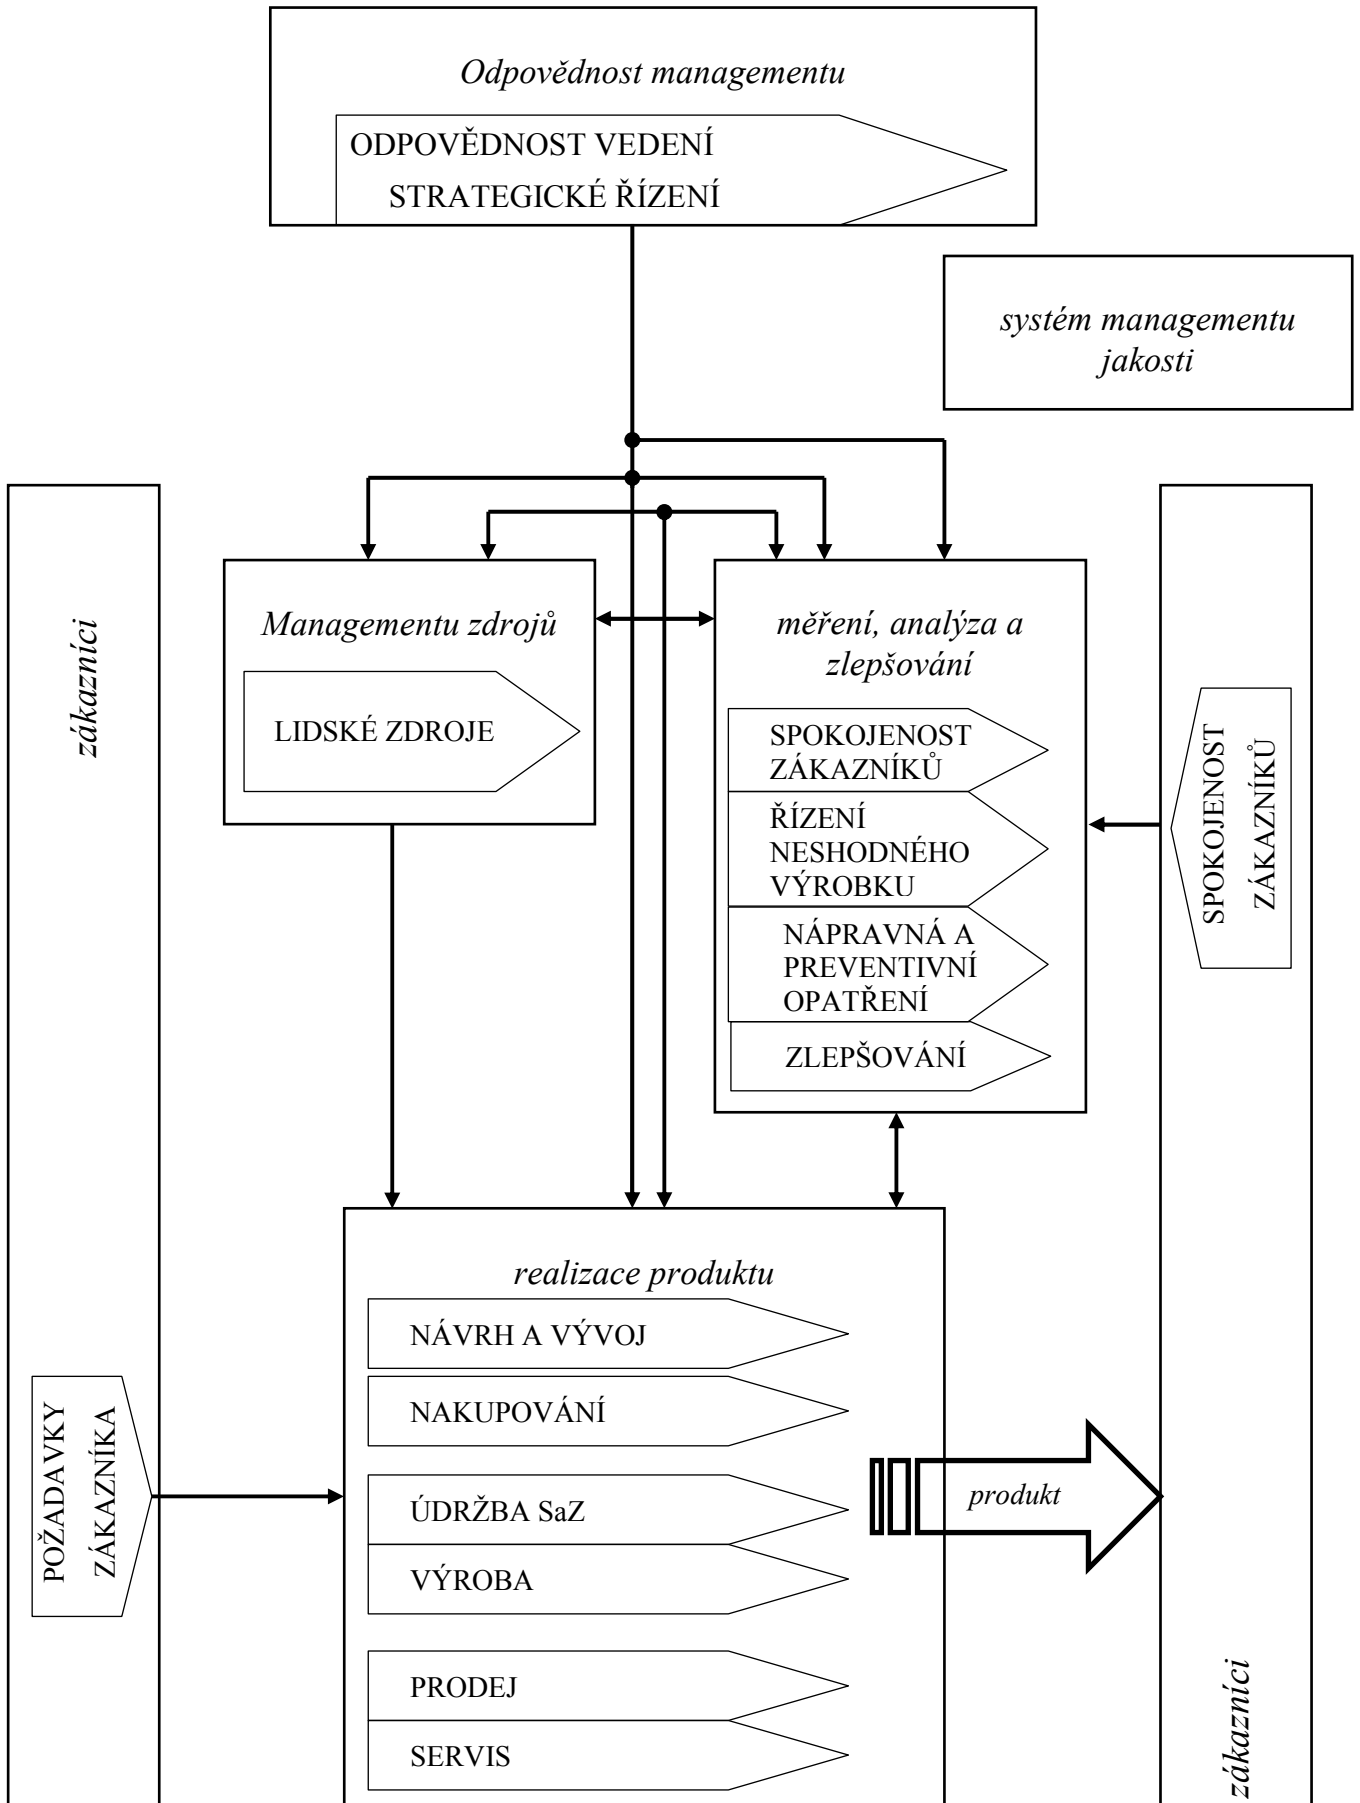 Odpovědnost managementu
ODPOVĚDNOST VEDENÍ
STRATEGICKÉ ŘÍZENÍ
systém managementu
jakosti
zákazníci
Managementu zdrojů
LIDSKÉ ZDROJE
měření, analýza a
zlepšování
SPOKOJENOST
ZÁKAZNÍKŮ
ŘÍZENÍ
NESHODNÉHO
VÝROBKU
NÁPRAVNÁ A
PREVENTIVNÍ
OPATŘENÍ
ZLEPŠOVÁNÍ
SPOKOJENOST
ZÁKAZNÍKŮ
realizace produktu
NÁVRH A VÝVOJ
NAKUPOVÁNÍ
ÚDRŽBA SaZ
VÝROBA
PRODEJ
SERVIS
POŽADAVKY
ZÁKAZNÍKA
produkt
zákazníci